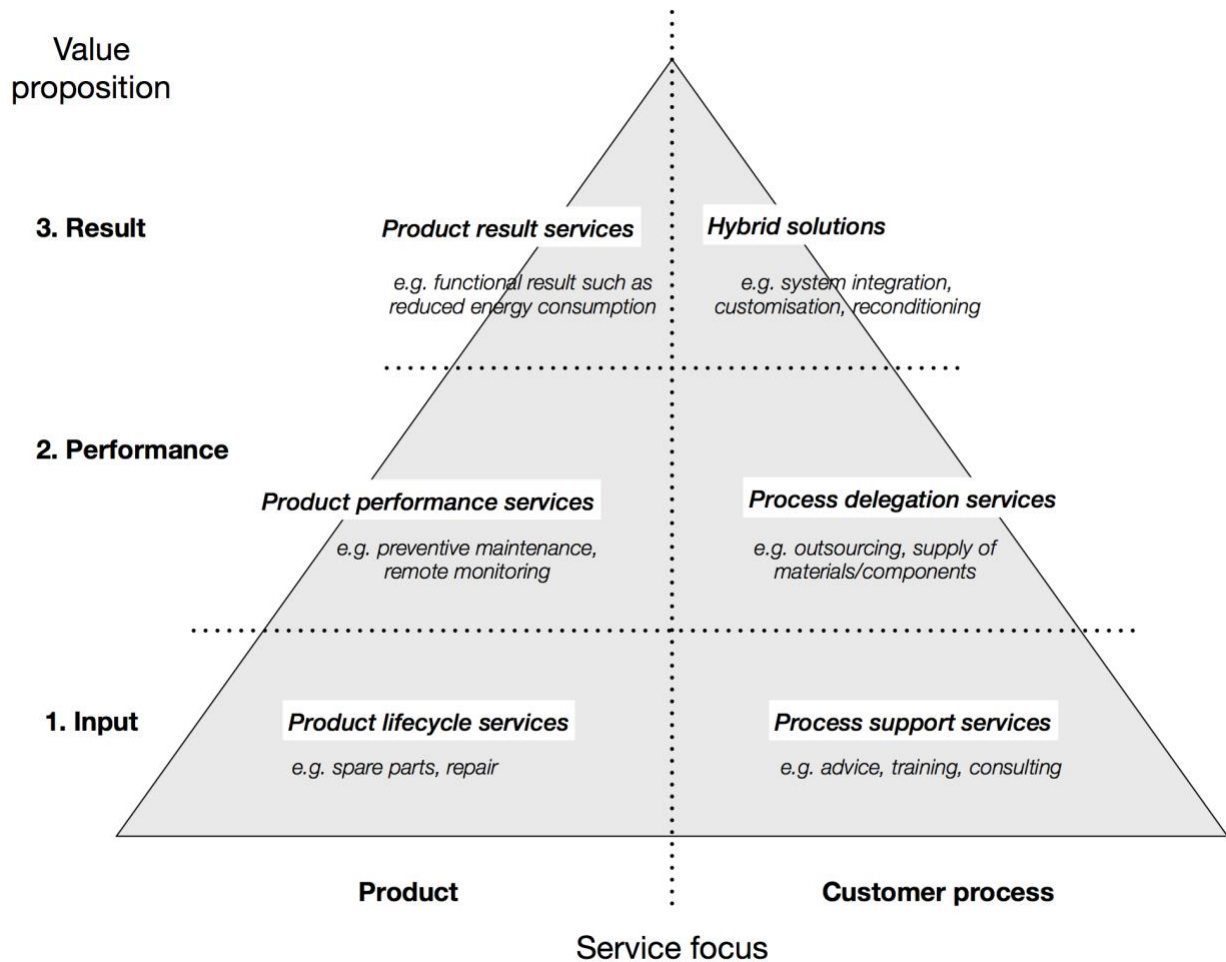 Value
proposition
3. Result
Product result services
Hybrid solutions
e.g. functional result such as
reduced energy consumption
e.g. system integration,
customisation, reconditioning
2. Performance
Product performance services
Process delegation services
e.g. preventive maintenance,
remote monitoring
e.g. outsourcing, supply of
materials/components
1. Input
Product lifecycle services
Process support services
e.g. spare parts, repair
e.g. advice, training, consulting
Product
Customer process
Service focus